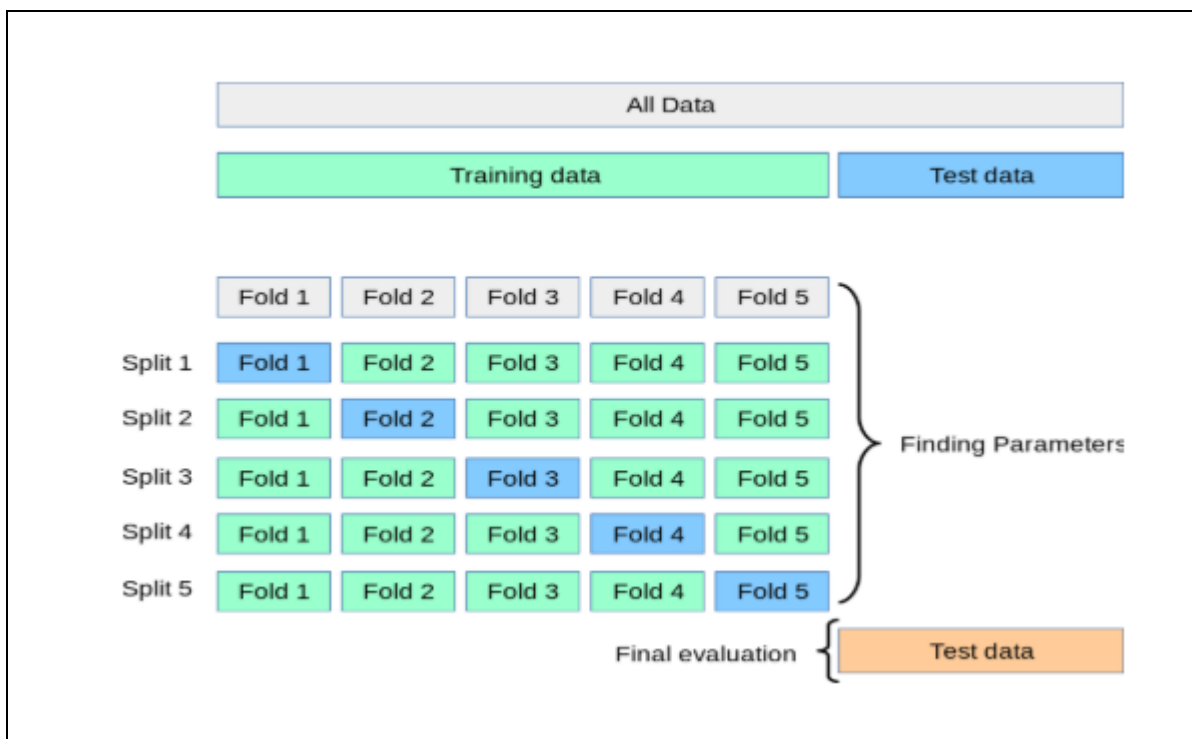 All Data
Training data Test data
Fold 1 Fold 2 Fold 3 Fold 4 Fold 5
Split 1 Fold 1 Fold 2 Fold 3 Fold 4 Fold 5
Split 2 Fold 1 Fold 2 Fold 3 Fold 4 Fold 5
Finding Parameters
Split 3 Fold 1 Fold 2 Fold 3 Fold 4 Fold 5
Split 4 Fold 1 Fold 2 Fold 3 Fold 4 Fold 5
Split 5 Fold 1 Fold 2 Fold 3 Fold 4 Fold 5
Final evaluation Test data